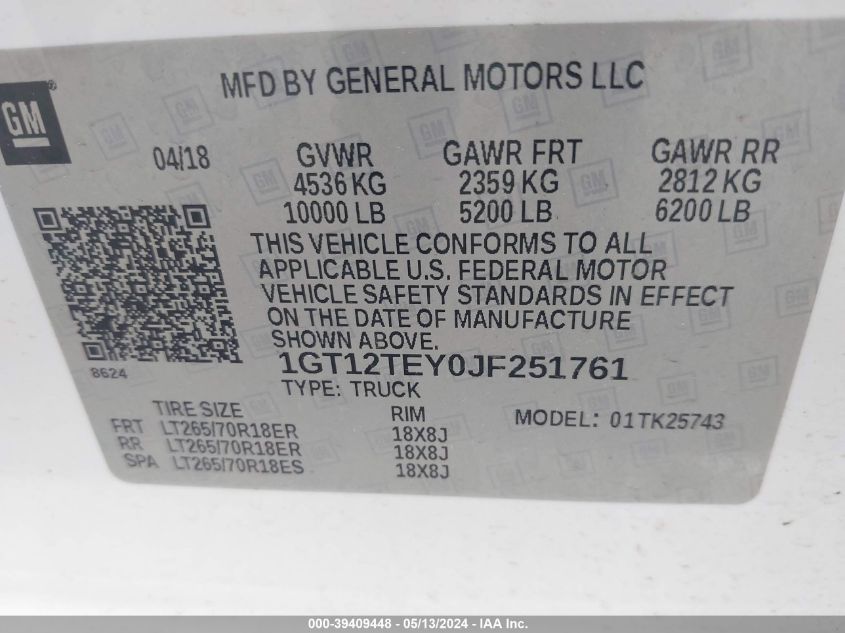 MFD BY GENERAL MOTORS LLC
GM
04/18 GVWR GAWR FRT GAWR RR
4536 KG 2359 KG 2812 KG
10000 LB 5200 LB 6200 LB
THIS VEHICLE CONFORMS TO ALL
APPLICABLE U.S. FEDERAL MOTOR
VEHICLE SAFETY STANDARDS IN EFFECT
ON THE DATE OF MANUFACTURE
SHOWN ABOVE.
8624 1GT12TEY0JF251761
TYPE: TRUCK
TIRE SIZE RIM MODEL: 01TK25743
FRT LT265/70R18ER 18X8J
RR LT265/70R18ER 18X8J
SPA LT265/70R18ES 18X8J
000-39409448 - 05/13/2024 - IAA Inc.